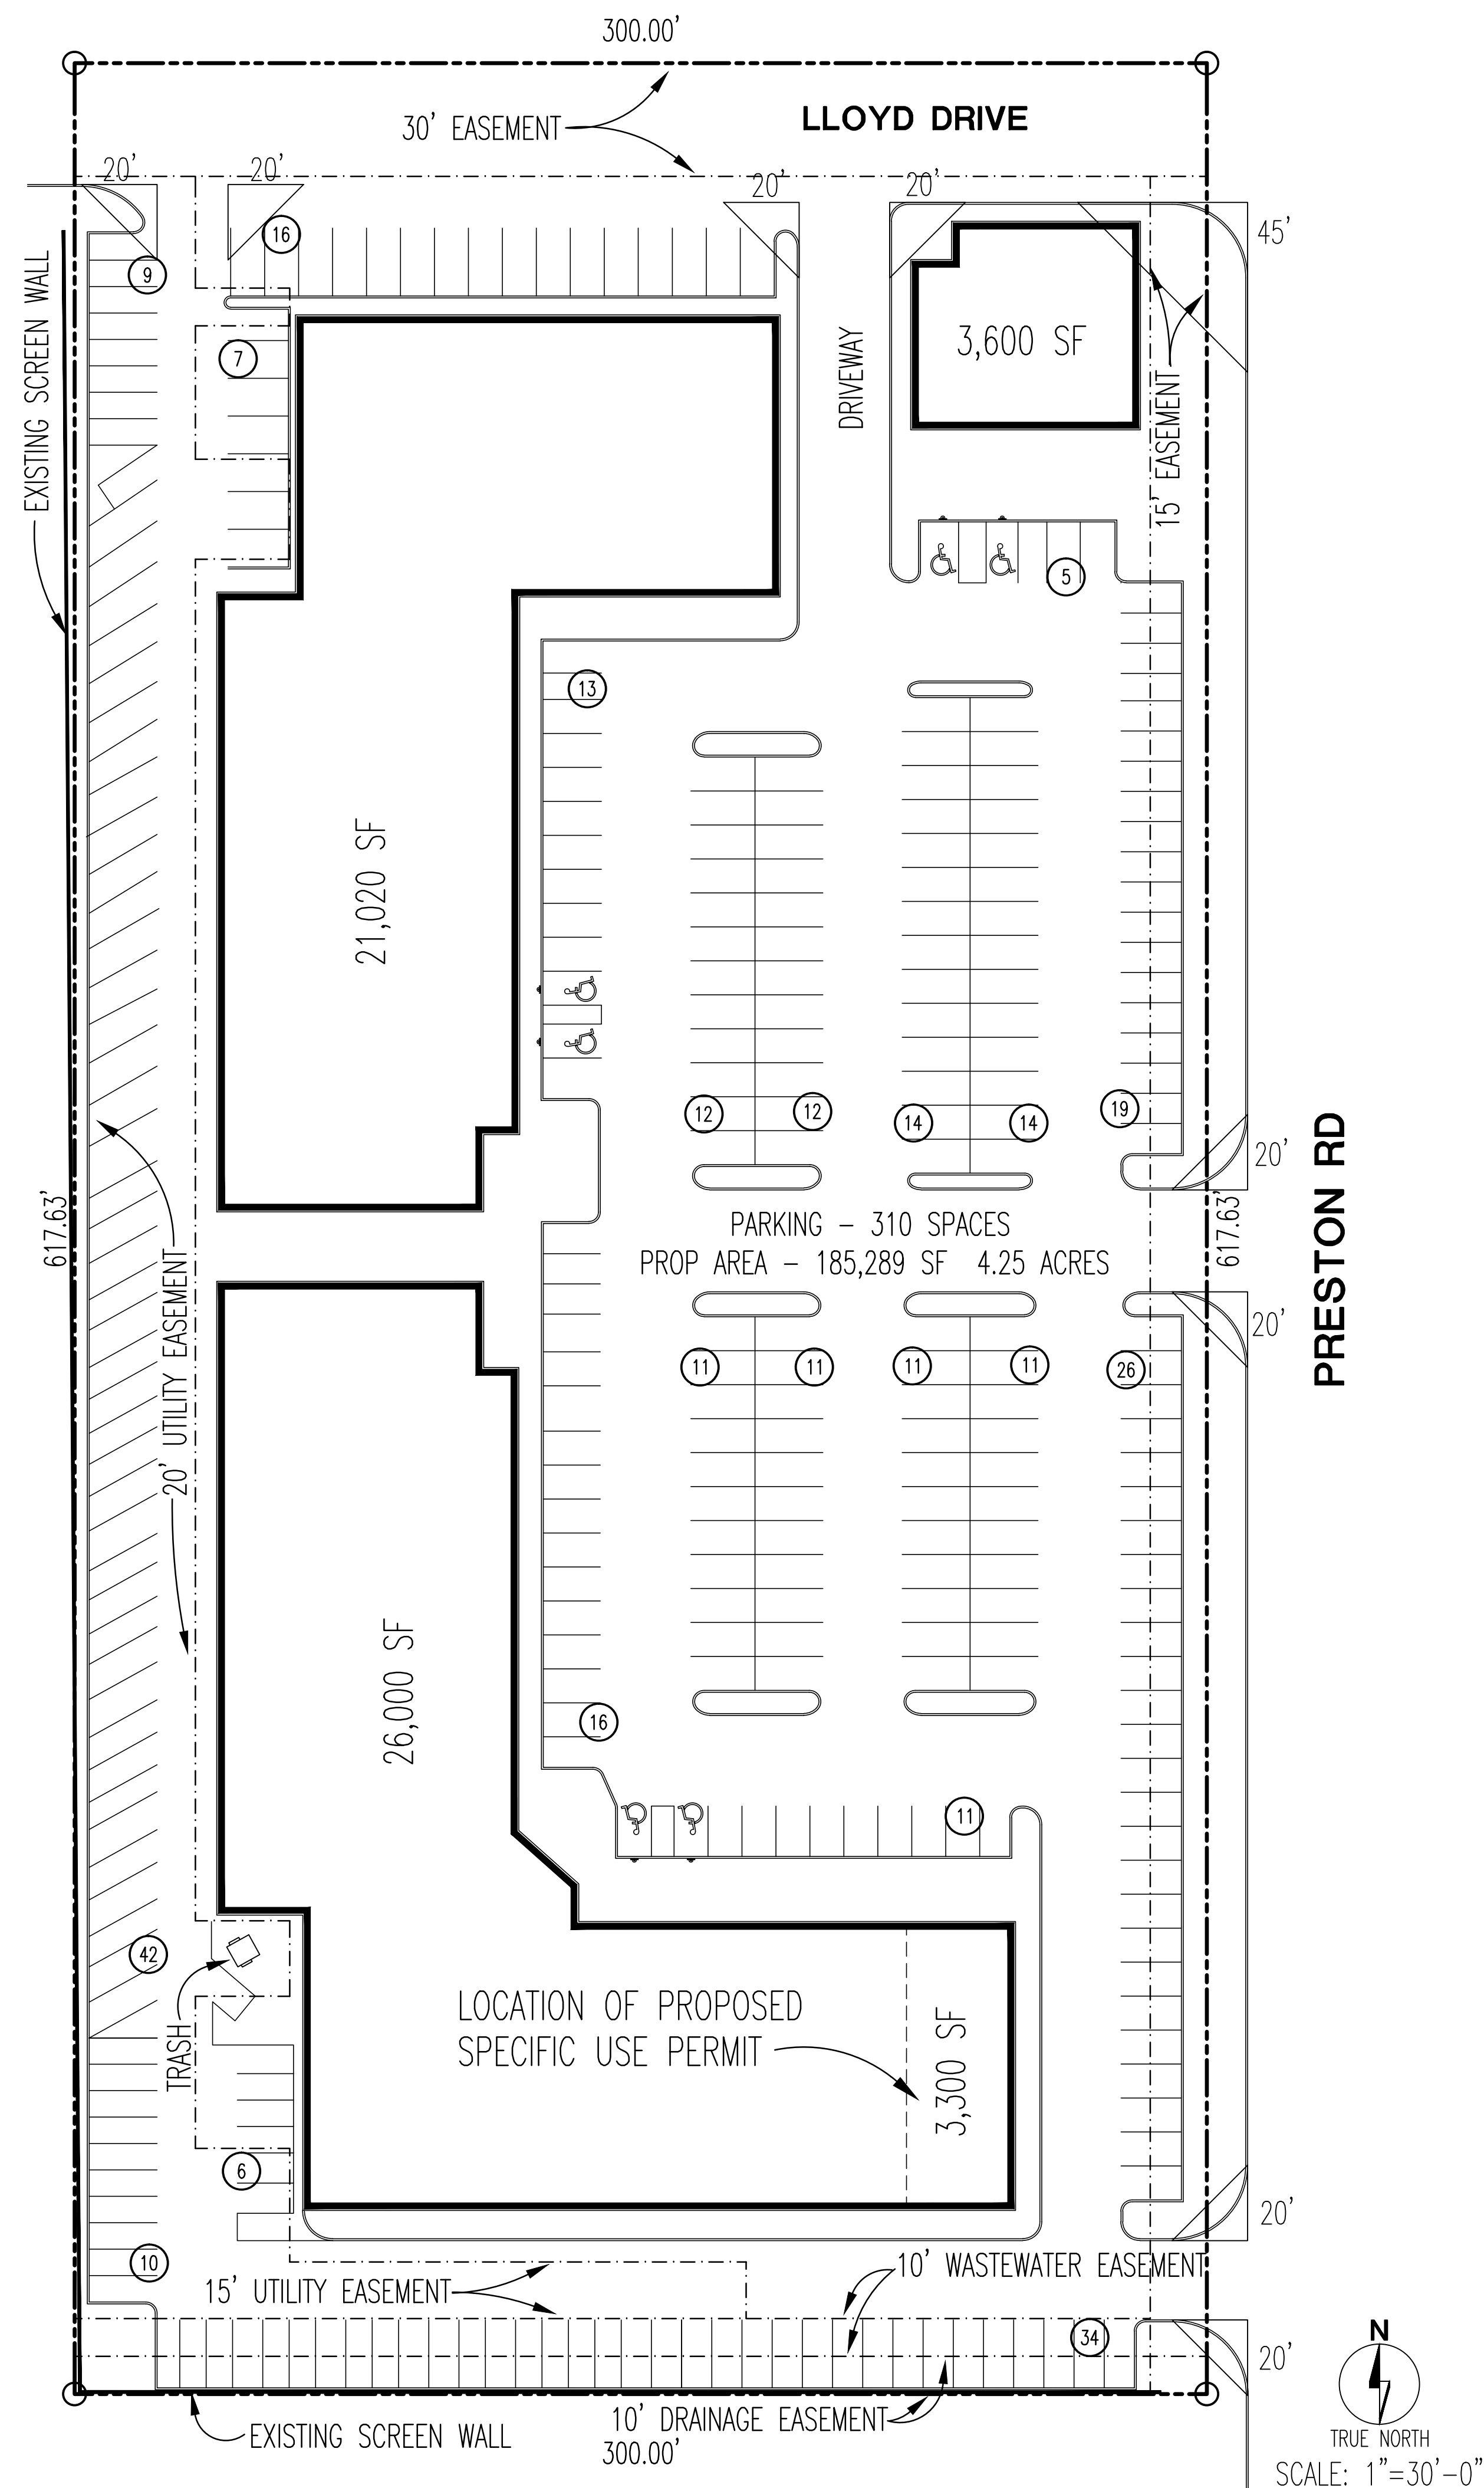 300.00'
30' EASEMENT
LLOYD DRIVE
20'
20'
20'
20'
45'
16
9
EXISTING SCREEN WALL
7
DRIVEWAY
3,600 SF
15' EASEMENT
5
13
21,020 SF
12
12
14
14
19
20'
617.63'
PARKING - 310 SPACES
PROP AREA - 185,289 SF 4.25 ACRES
617.63'
PRESTON RD
20' UTILITY EASEMENT
20'
11
11
11
11
26
26,000 SF
16
11
42
TRASH
LOCATION OF PROPOSED
SPECIFIC USE PERMIT
3,300 SF
6
20'
10
10' WASTEWATER EASEMENT
15' UTILITY EASEMENT
34
20'
N
10' DRAINAGE EASEMENT
EXISTING SCREEN WALL
300.00'
TRUE NORTH
SCALE: 1"=30'-0"